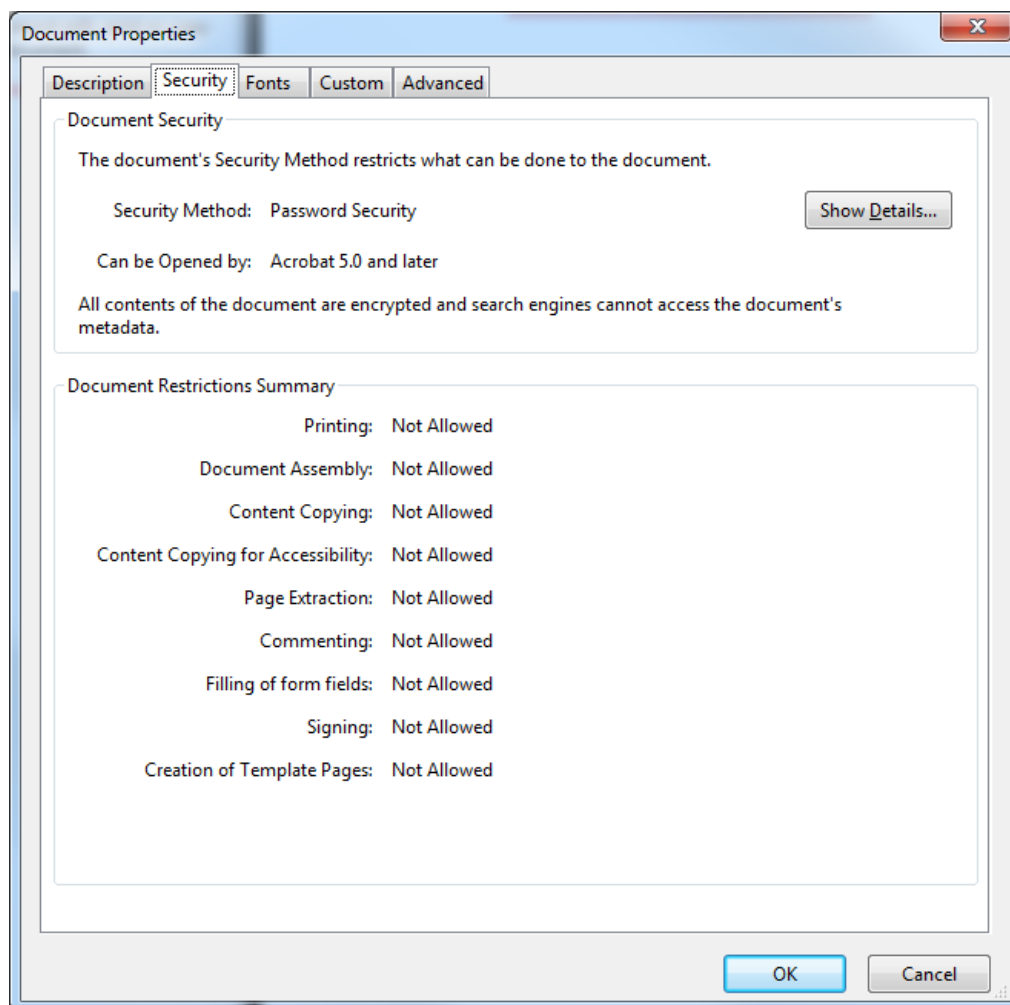 Document Properties
Description Security Fonts Custom Advanced
Document Security
The document's Security Method restricts what can be done to the document.
Security Method: Password Security
Show Details...
Can be Opened by: Acrobat 5.0 and later
All contents of the document are encrypted and search engines cannot access the document's
metadata.
Document Restrictions Summary
Printing: Not Allowed
Document Assembly: Not Allowed
Content Copying: Not Allowed
Content Copying for Accessibility: Not Allowed
Page Extraction: Not Allowed
Commenting: Not Allowed
Filling of form fields: Not Allowed
Signing: Not Allowed
Creation of Template Pages: Not Allowed
OK Cancel